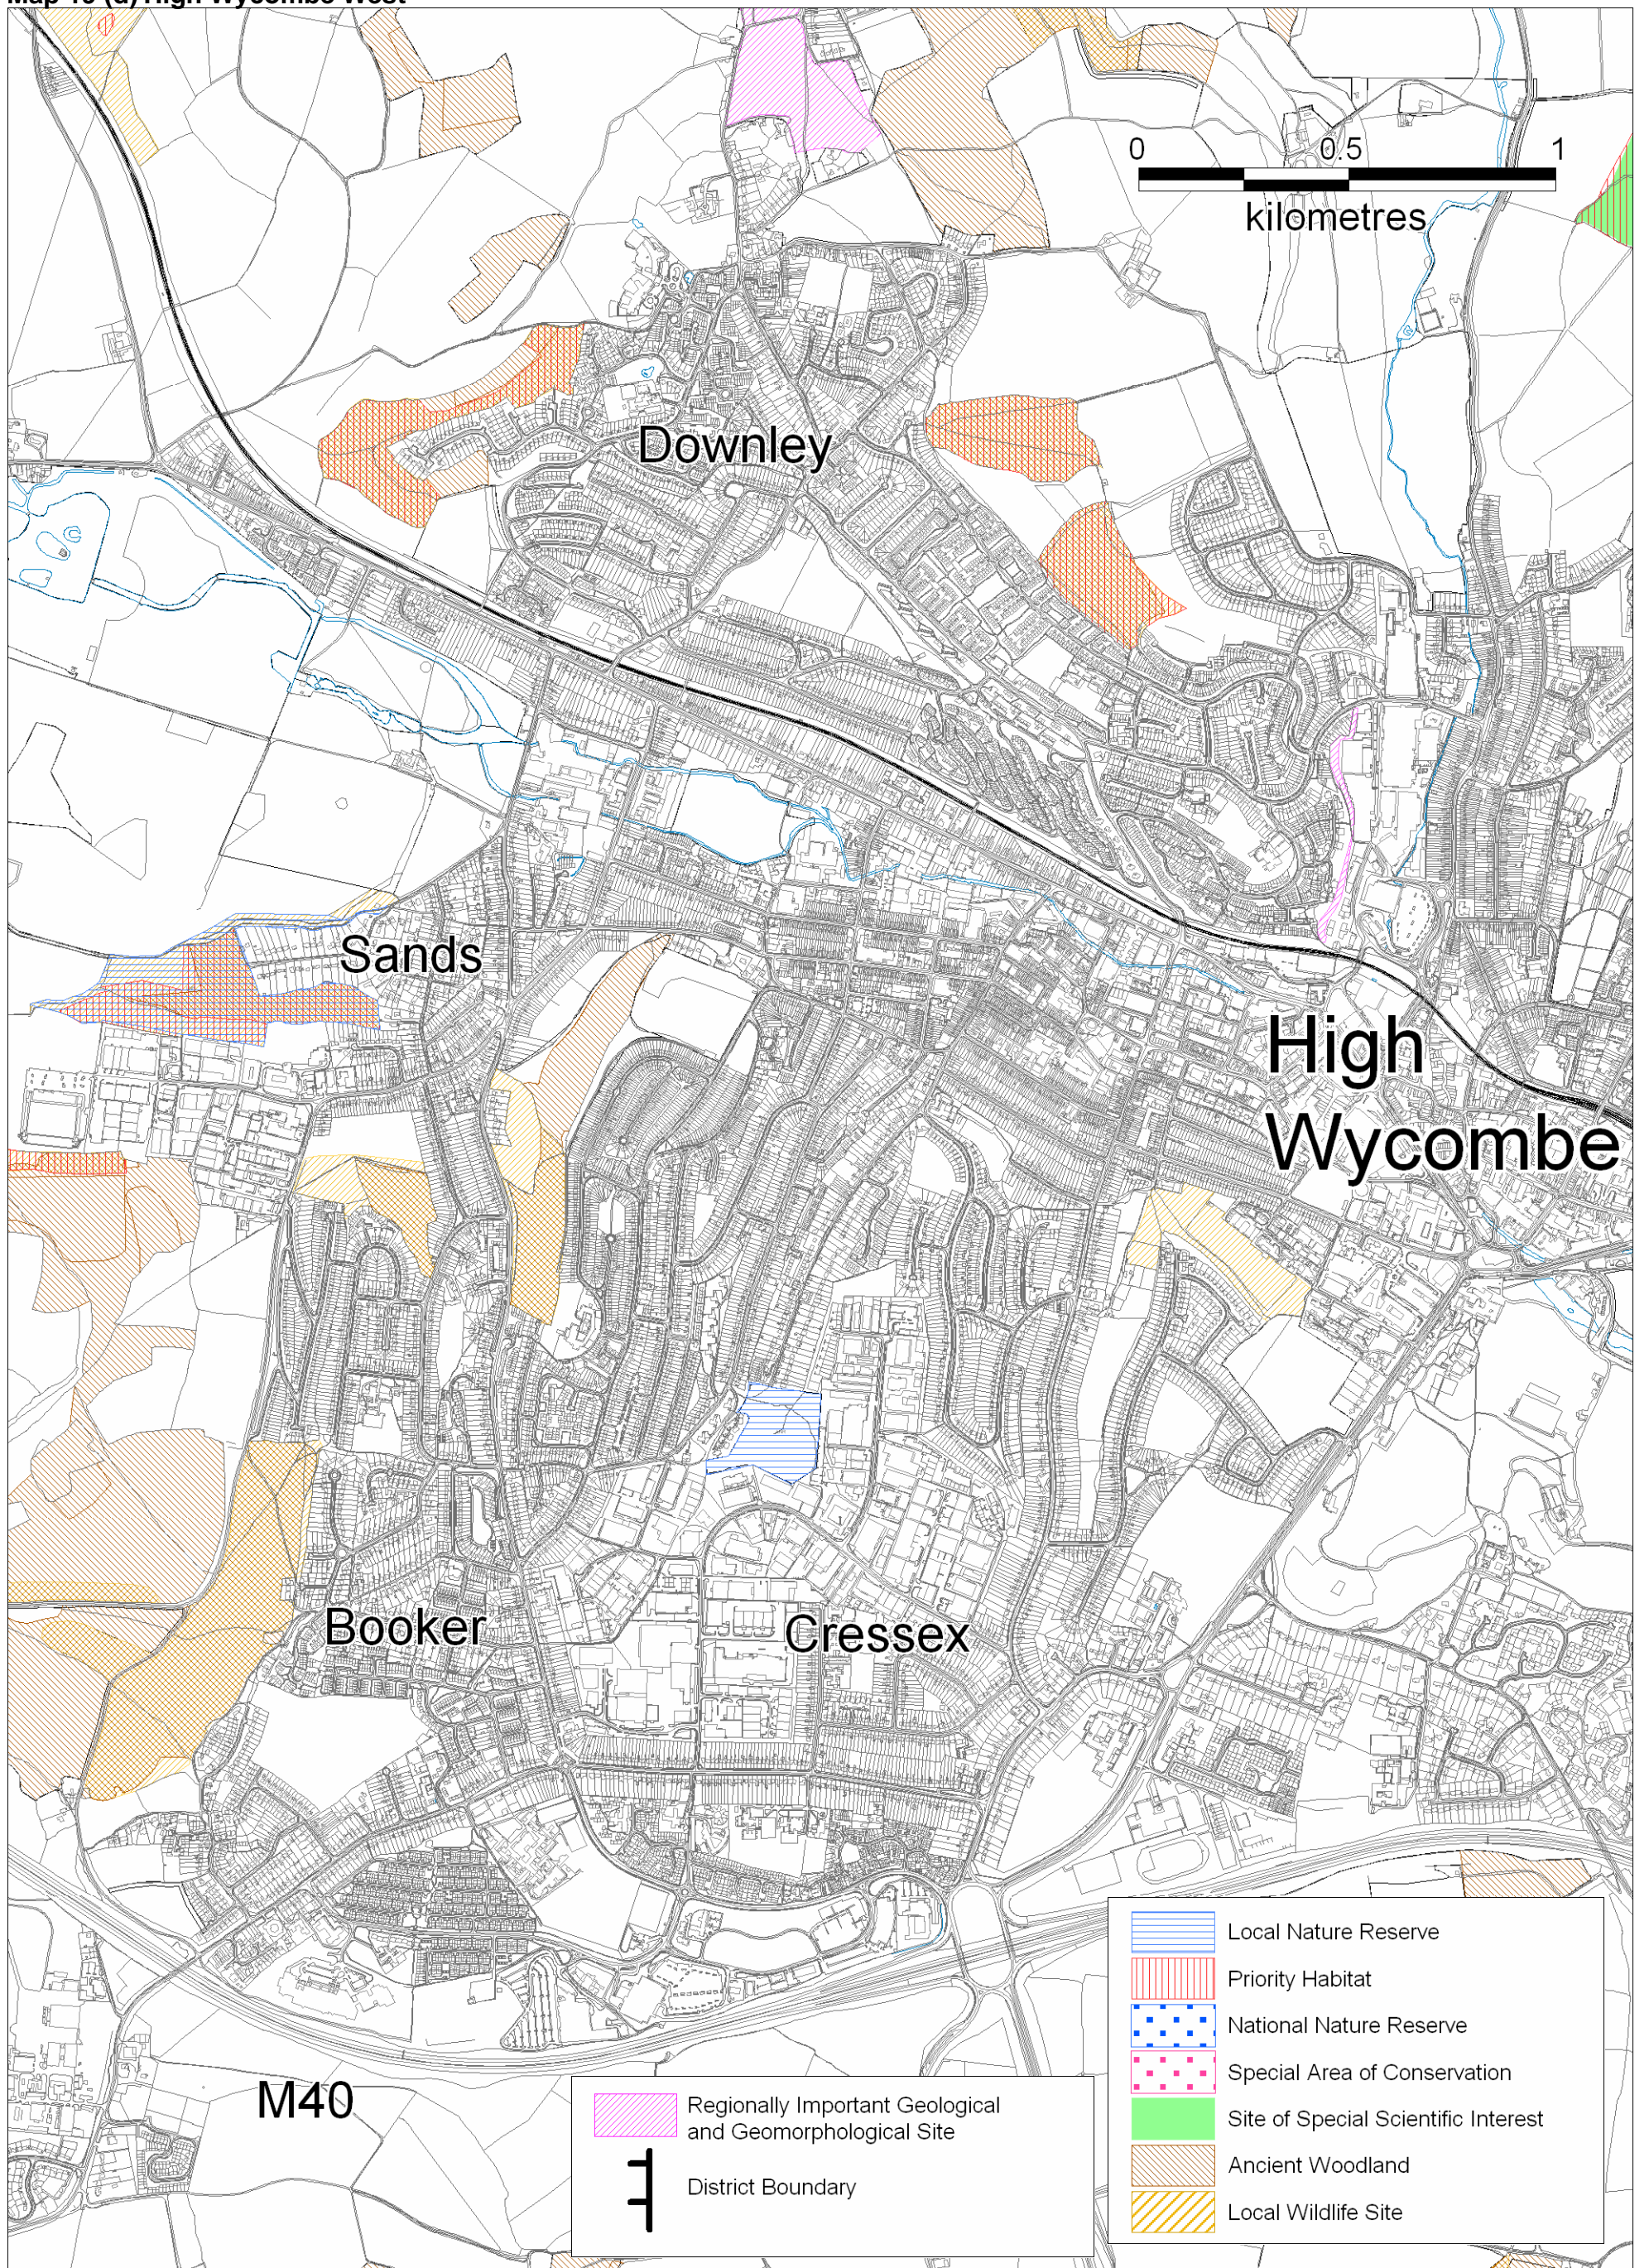 0 0.5 1
kilometres
Downley
Sands
High
Wycombe
Booker
Cressex
M40
Regionally Important Geological
and Geomorphological Site
District Boundary
Local Nature Reserve
Priority Habitat
National Nature Reserve
Special Area of Conservation
Site of Special Scientific Interest
Ancient Woodland
Local Wildlife Site